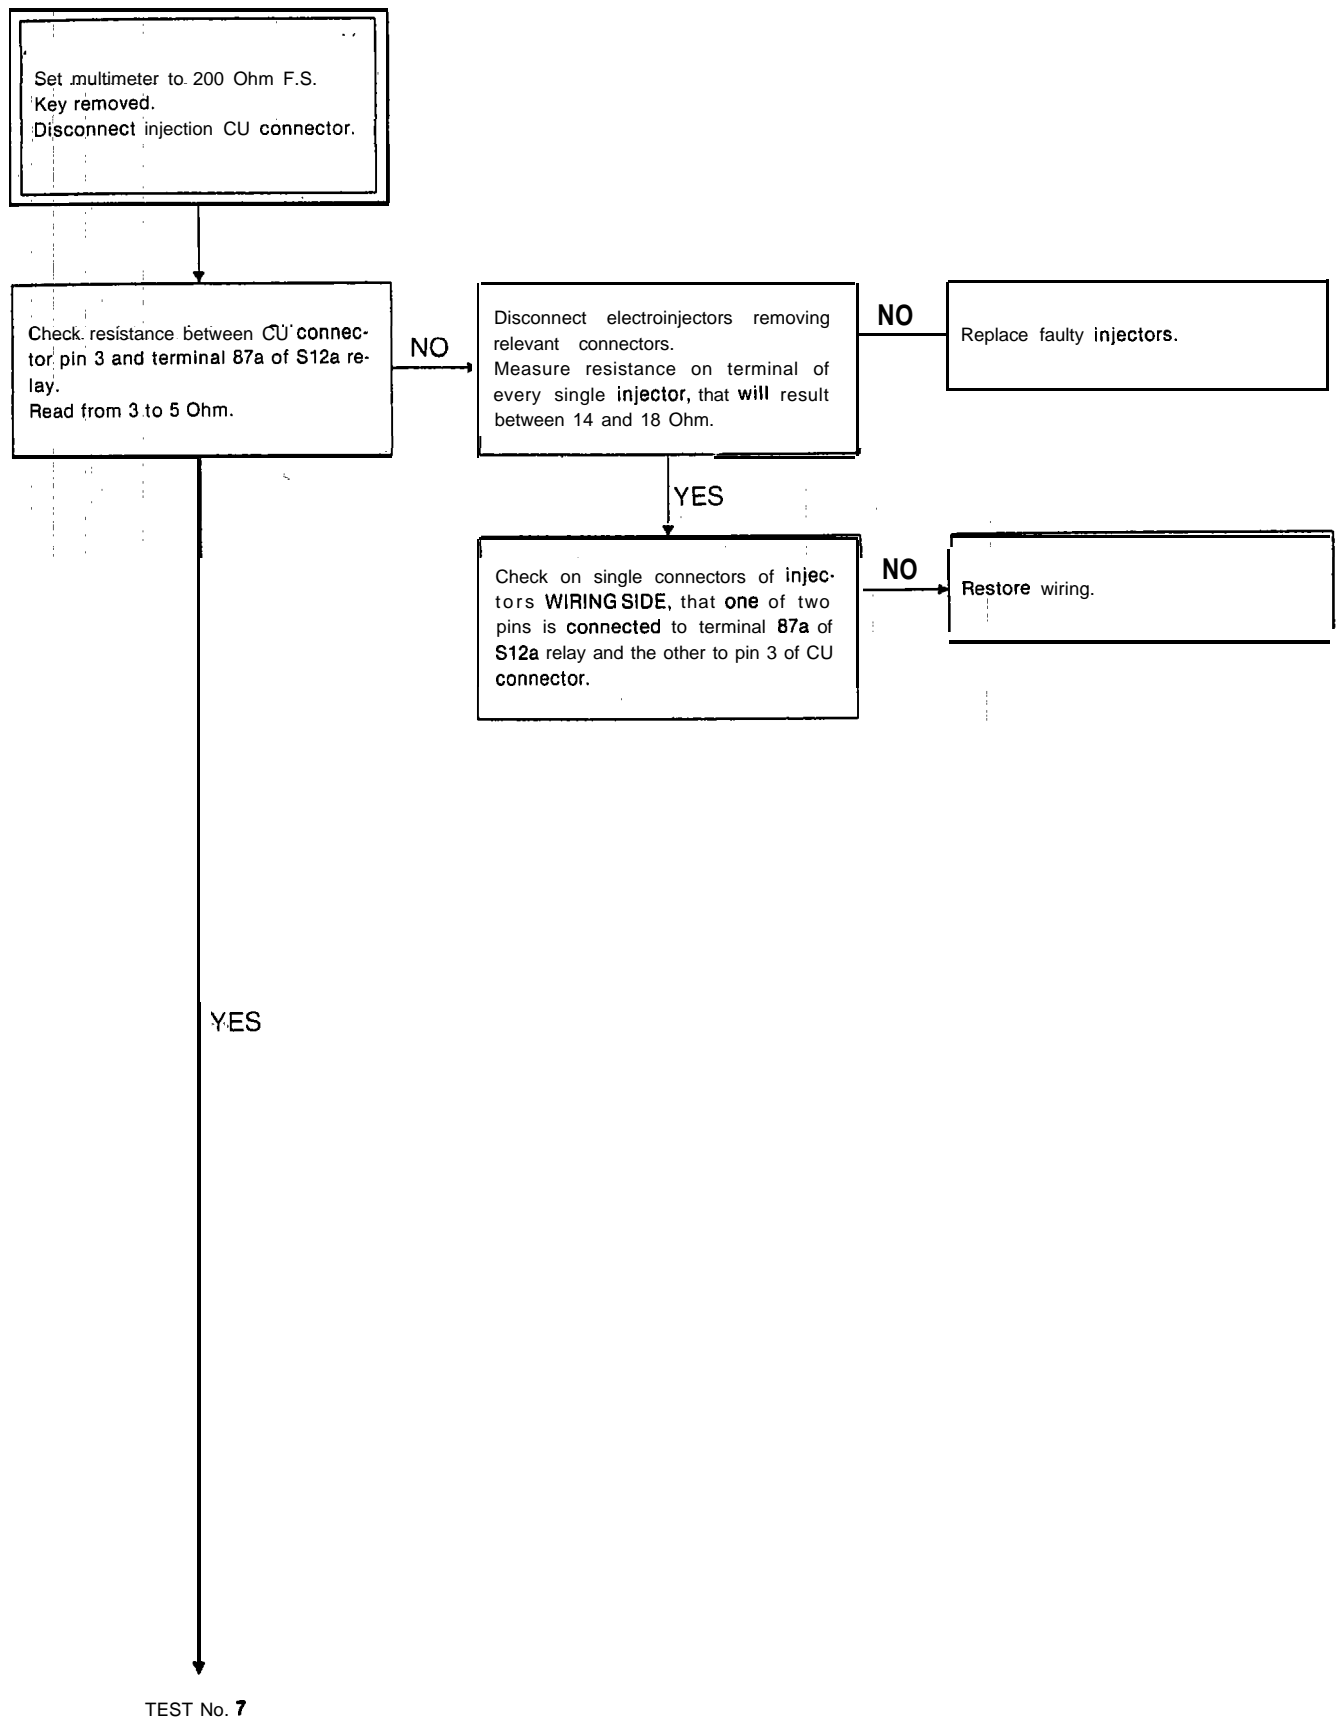 Set multimeter to 200 Ohm F.S.
Key removed.
Disconnect injection CU connector.
Check resistance between CU connec-
tor pin 3 and terminal 87a of S12a re-
lay.
Read from 3 to 5 Ohm.
NO
Disconnect electroinjectors removing
relevant connectors.
Measure resistance on terminal of
every single injector, that will result
between 14 and 18 Ohm.
NO
Replace faulty injectors.
YES
Check on single connectors of injec-
tors WIRING SIDE, that one of two
pins is connected to terminal 87a of
S12a relay and the other to pin 3 of CU
connector.
NO
Restore wiring.
YES
TEST No. 7